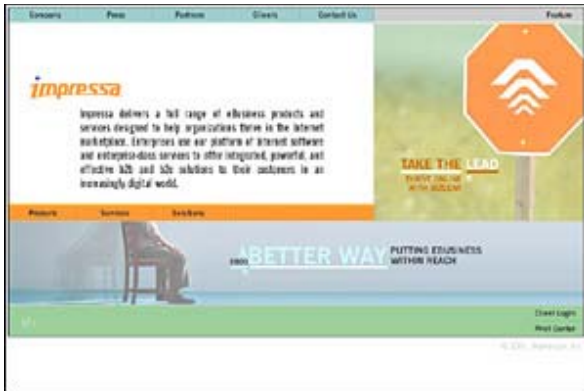 Company Press Partners Clients Contact Us Feature
impressa
Impressa delivers a full range of eBusiness products and
services designed to help organizations thrive in the Internet
marketplace. Enterprises use our platform of Internet software
and enterprise-class services to offer integrated, powerful, and
effective b2b and b2c solutions to their customers in an
increasingly digital world.
TAKE THE LEAD
Products Services Solutions
BETTER WAY PUTTING EBUSINESS
WITHIN REACH
Client Login